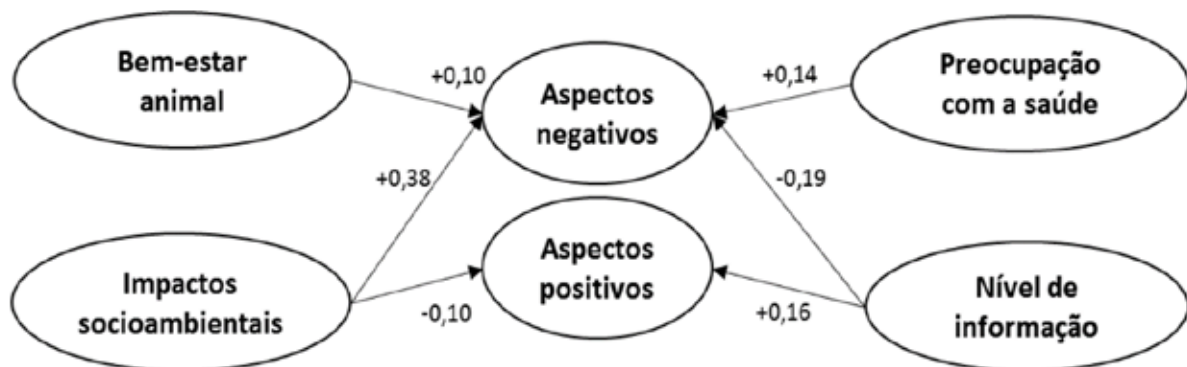 Bem-estar
animal
+0,10
Aspectos
negativos
+0,14
Preocupação
com a saúde
+0,38
-0,19
Impactos
socioambientais
-0,10
Aspectos
positivos
+0,16
Nível de
informação